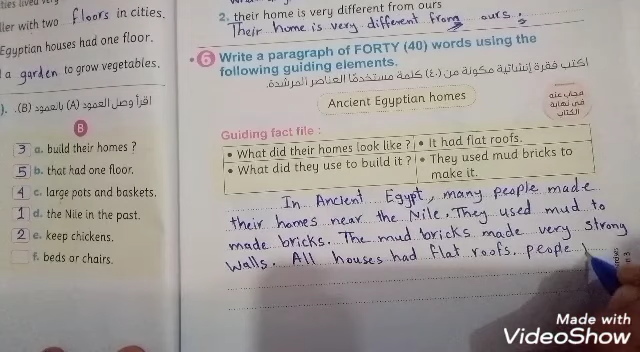 ller with two floors in cities.
Egyptian houses had one floor.
a garden to grow vegetables.
اقرأ وصل العمود (A) بالعمود (B).
B
3 a. build their homes ?
5 b. that had one floor.
4 c. large pots and baskets.
1 d. the Nile in the past.
2 e. keep chickens.
f. beds or chairs.
2. their home is very different from ours
Their home is very different from ours.
6 Write a paragraph of FORTY (40) words using the
following guiding elements.
اكتب فقرة إنشائية مكونة من (٤٠) كلمة مستخدمًا العناصر المرشدة.
Ancient Egyptian homes
مجاب عنه
فى نهاية
الكتاب
Guiding fact file :
• What did their homes look like ? • It had flat roofs.
• What did they use to build it ? • They used mud bricks to
make it.
In Ancient Egypt, many people made
their homes near the Nile. They used mud to
made bricks. The mud bricks made very strong
walls. All houses had flat roofs. people
Made with
VideoShow